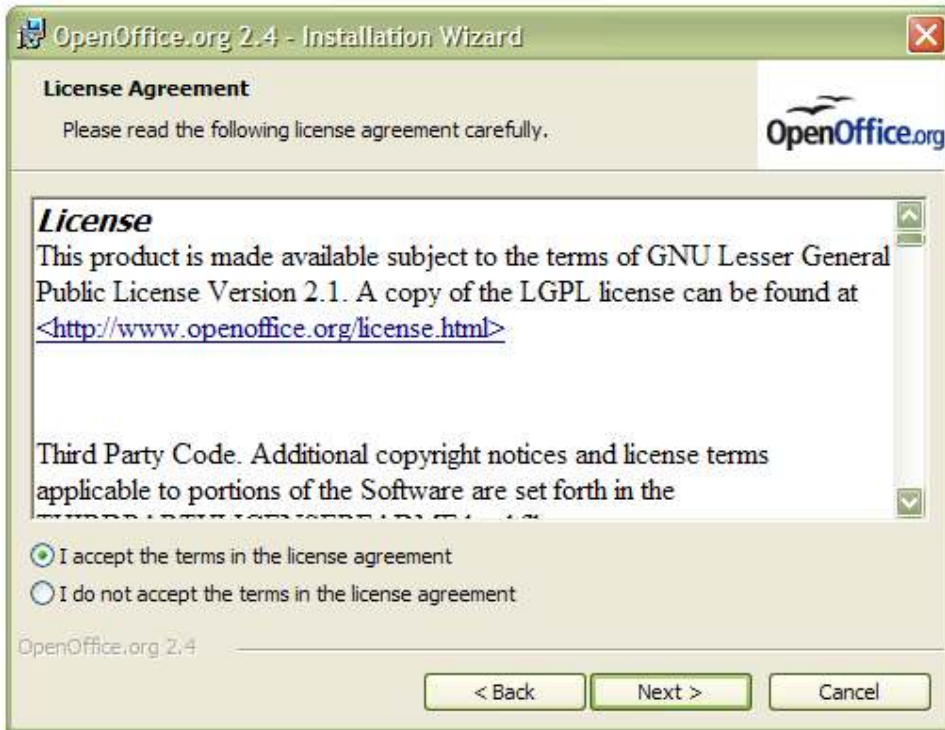 OpenOffice.org 2.4 - Installation Wizard
License Agreement
Please read the following license agreement carefully.
OpenOffice.org
License
This product is made available subject to the terms of GNU Lesser General
Public License Version 2.1. A copy of the LGPL license can be found at
<http://www.openoffice.org/license.html>
Third Party Code. Additional copyright notices and license terms
applicable to portions of the Software are set forth in the
I accept the terms in the license agreement
I do not accept the terms in the license agreement
OpenOffice.org 2.4
< Back Next > Cancel